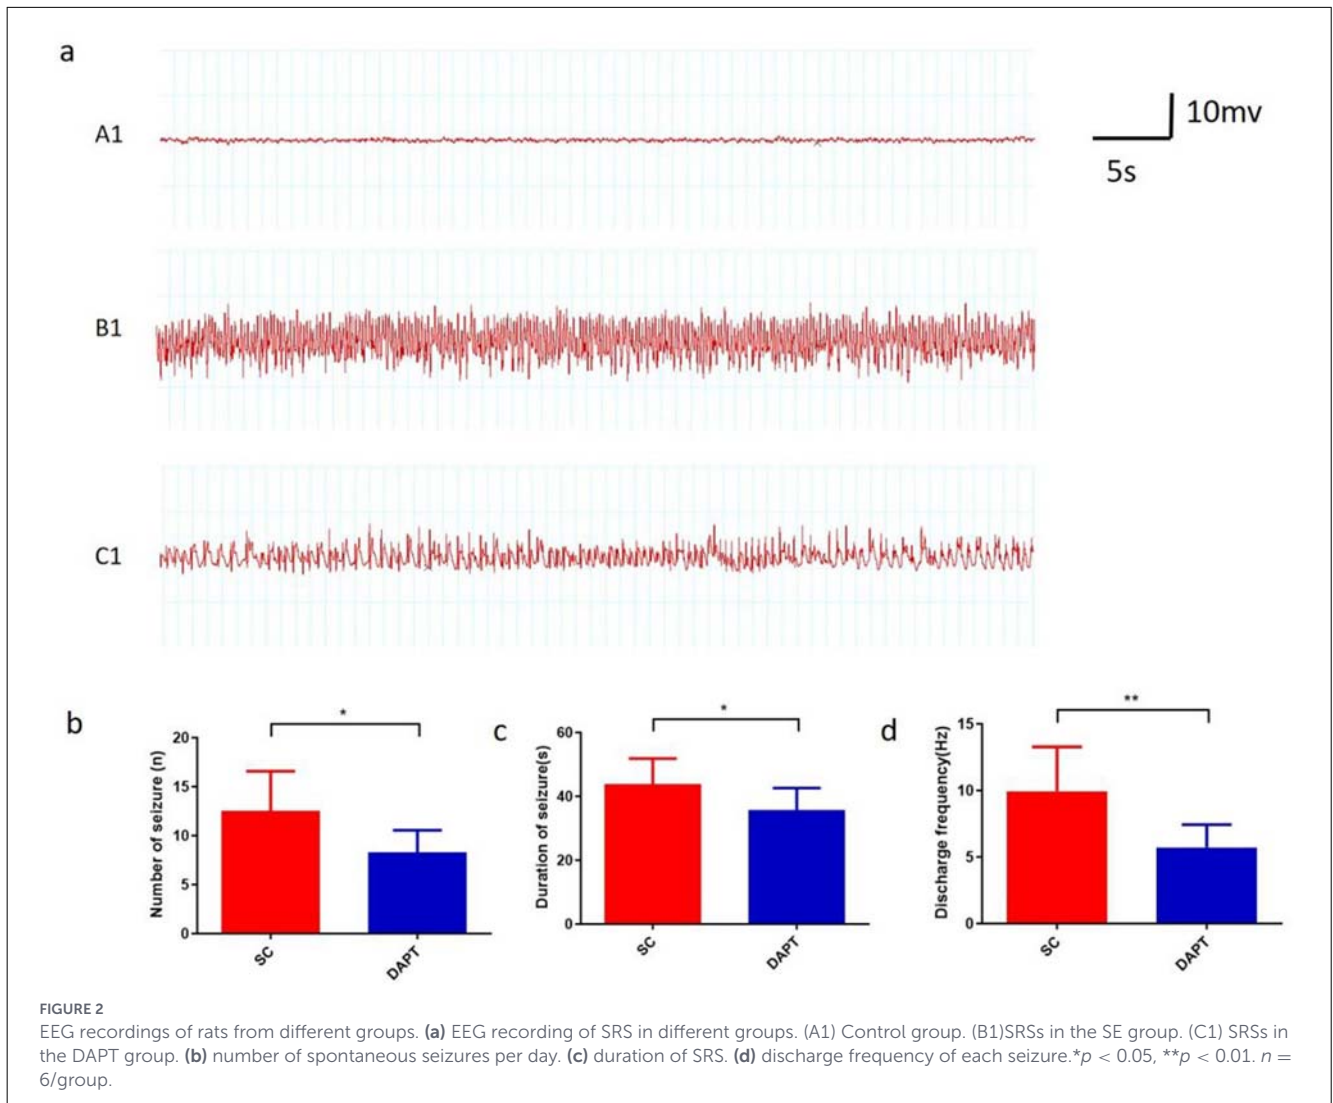 a
A1
10mv
5s
B1
C1
b
*
Number of seizure (n)
20
15
10
5
0
SC
DAPT
c
*
Duration of seizure(s)
60
40
20
0
SC
DAPT
d
**
Discharge frequency(Hz)
15
10
5
0
SC
DAPT
FIGURE 2
EEG recordings of rats from different groups. (a) EEG recording of SRS in different groups. (A1) Control group. (B1)SRSs in the SE group. (C1) SRSs in
the DAPT group. (b) number of spontaneous seizures per day. (c) duration of SRS. (d) discharge frequency of each seizure.*p < 0.05, **p < 0.01. n =
6/group.